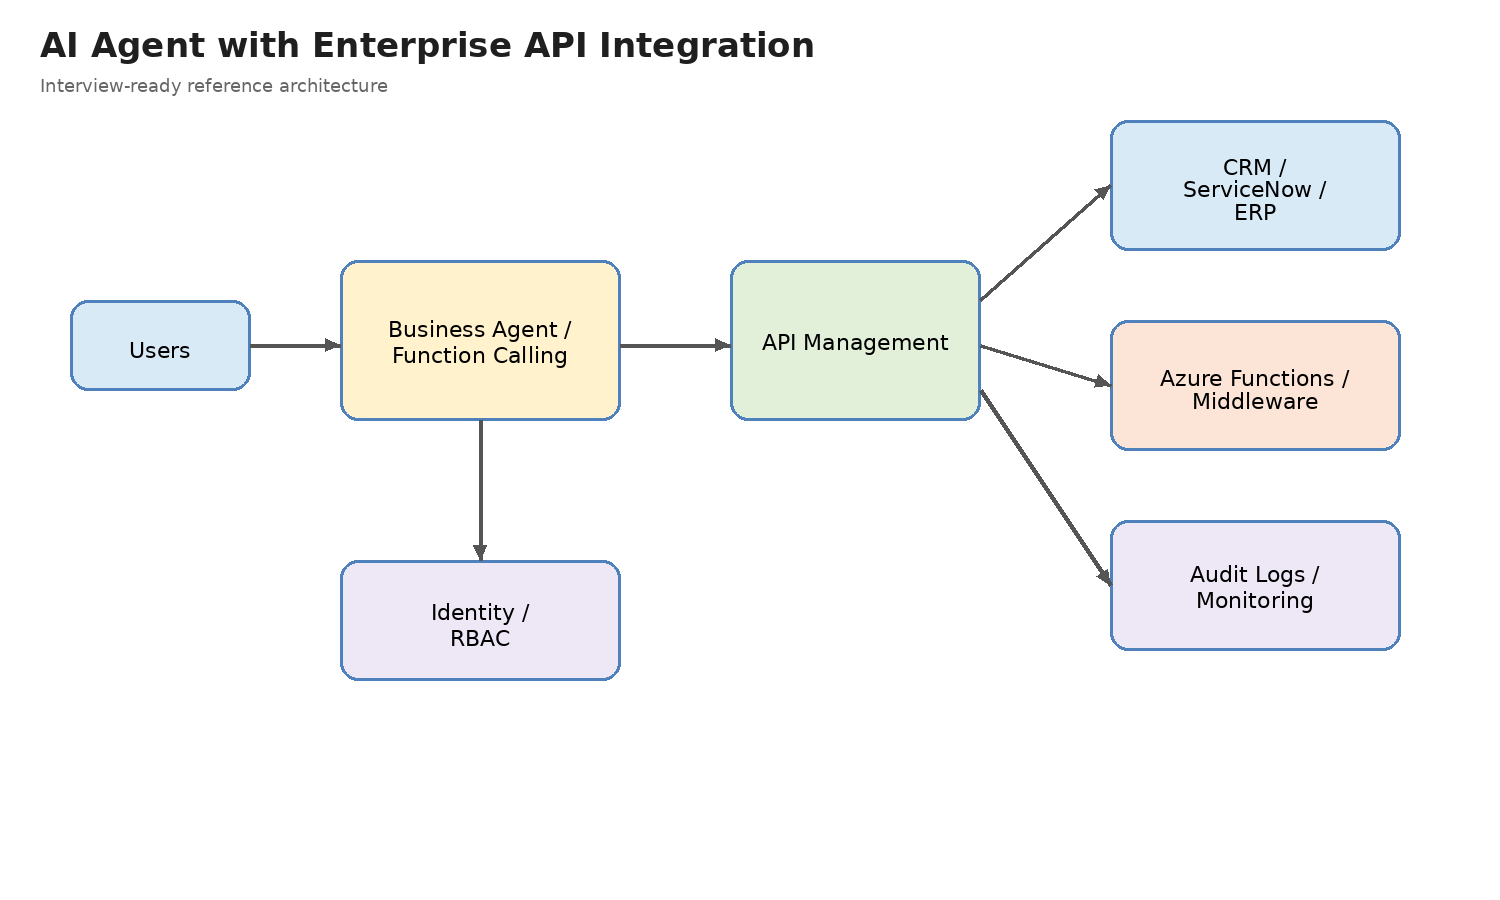 AI Agent with Enterprise API Integration
Interview-ready reference architecture
Users
Business Agent /
Function Calling
API Management
CRM /
ServiceNow /
ERP
Azure Functions /
Middleware
Audit Logs /
Monitoring
Identity /
RBAC